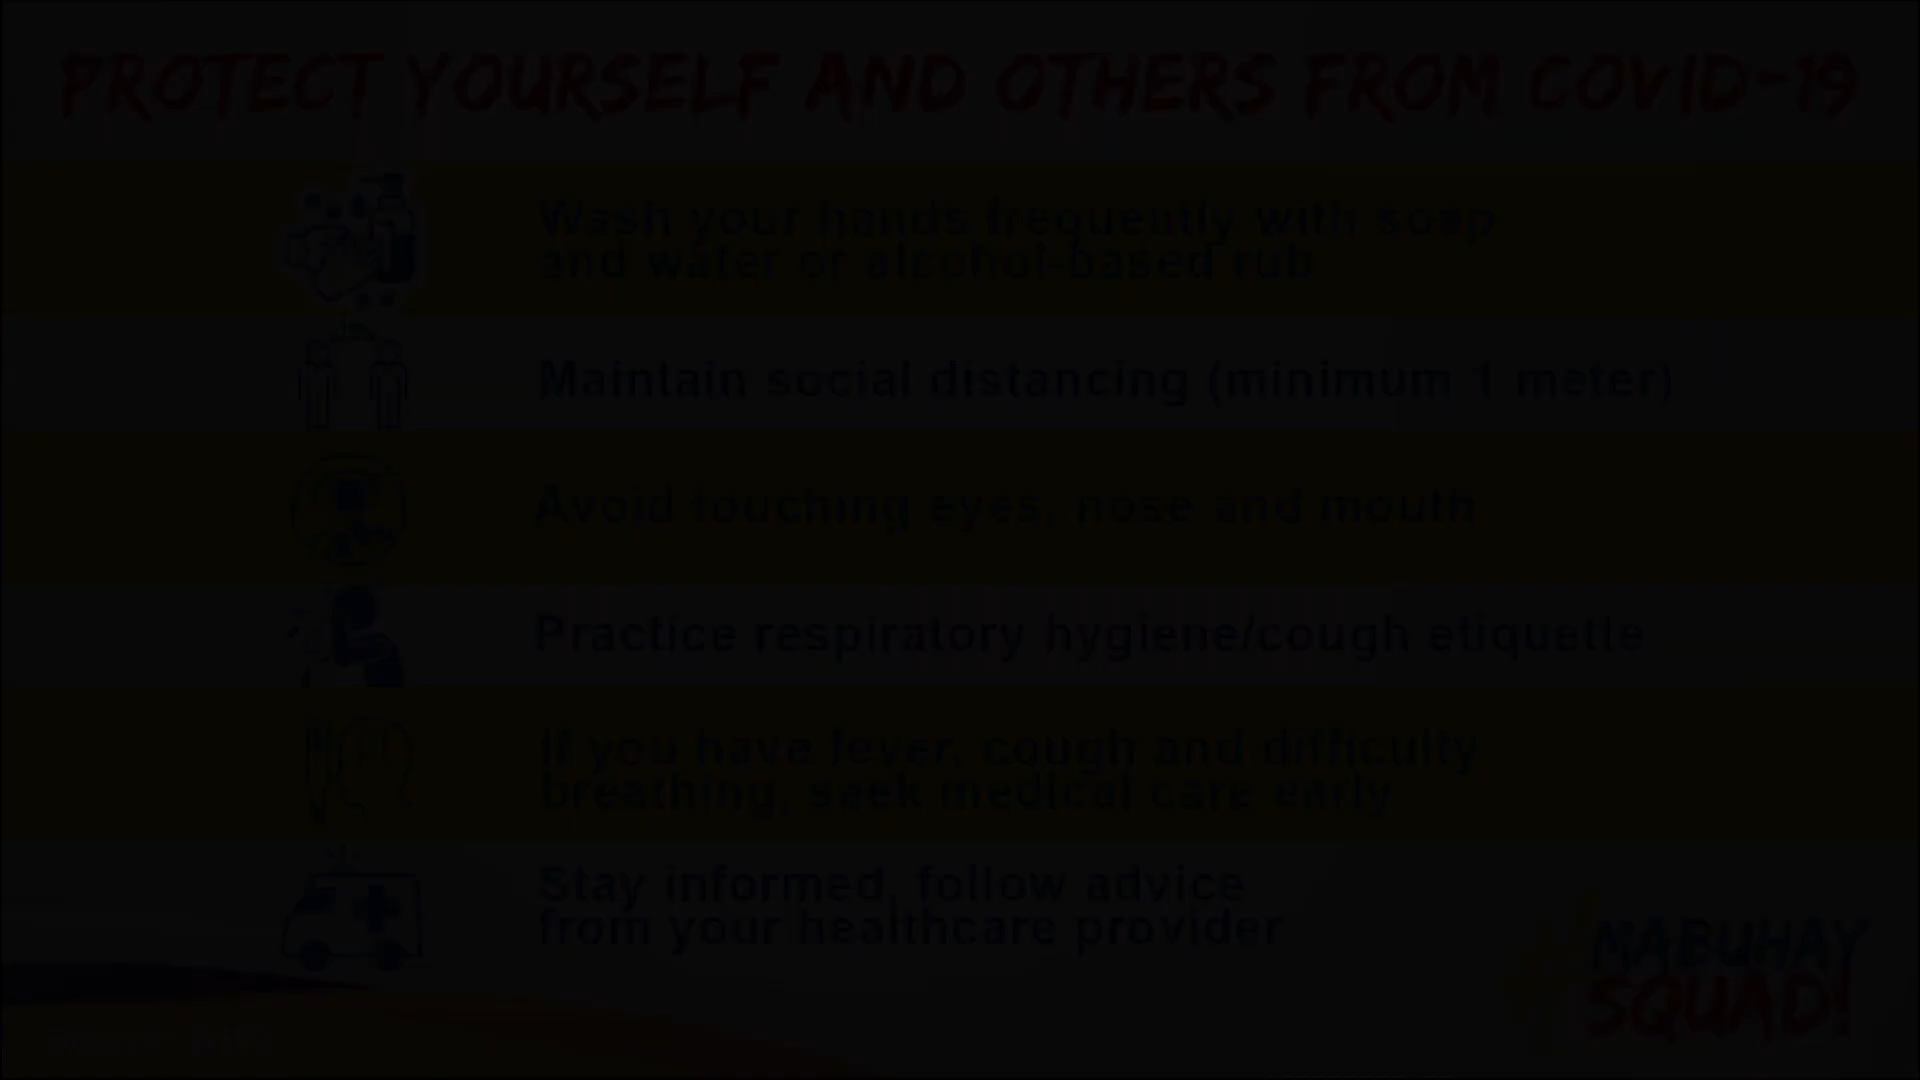 PROTECT YOURSELF AND OTHERS FROM COVID-19
Wash your hands frequently with soap
and water or alcohol-based rub
Maintain social distancing (minimum 1 meter)
Avoid touching eyes, nose and mouth
Practice respiratory hygiene/cough etiquette
If you have fever, cough and difficulty
breathing, seek medical care early
Stay informed, follow advice
from your healthcare provider
MABUHAY
SQUAD!